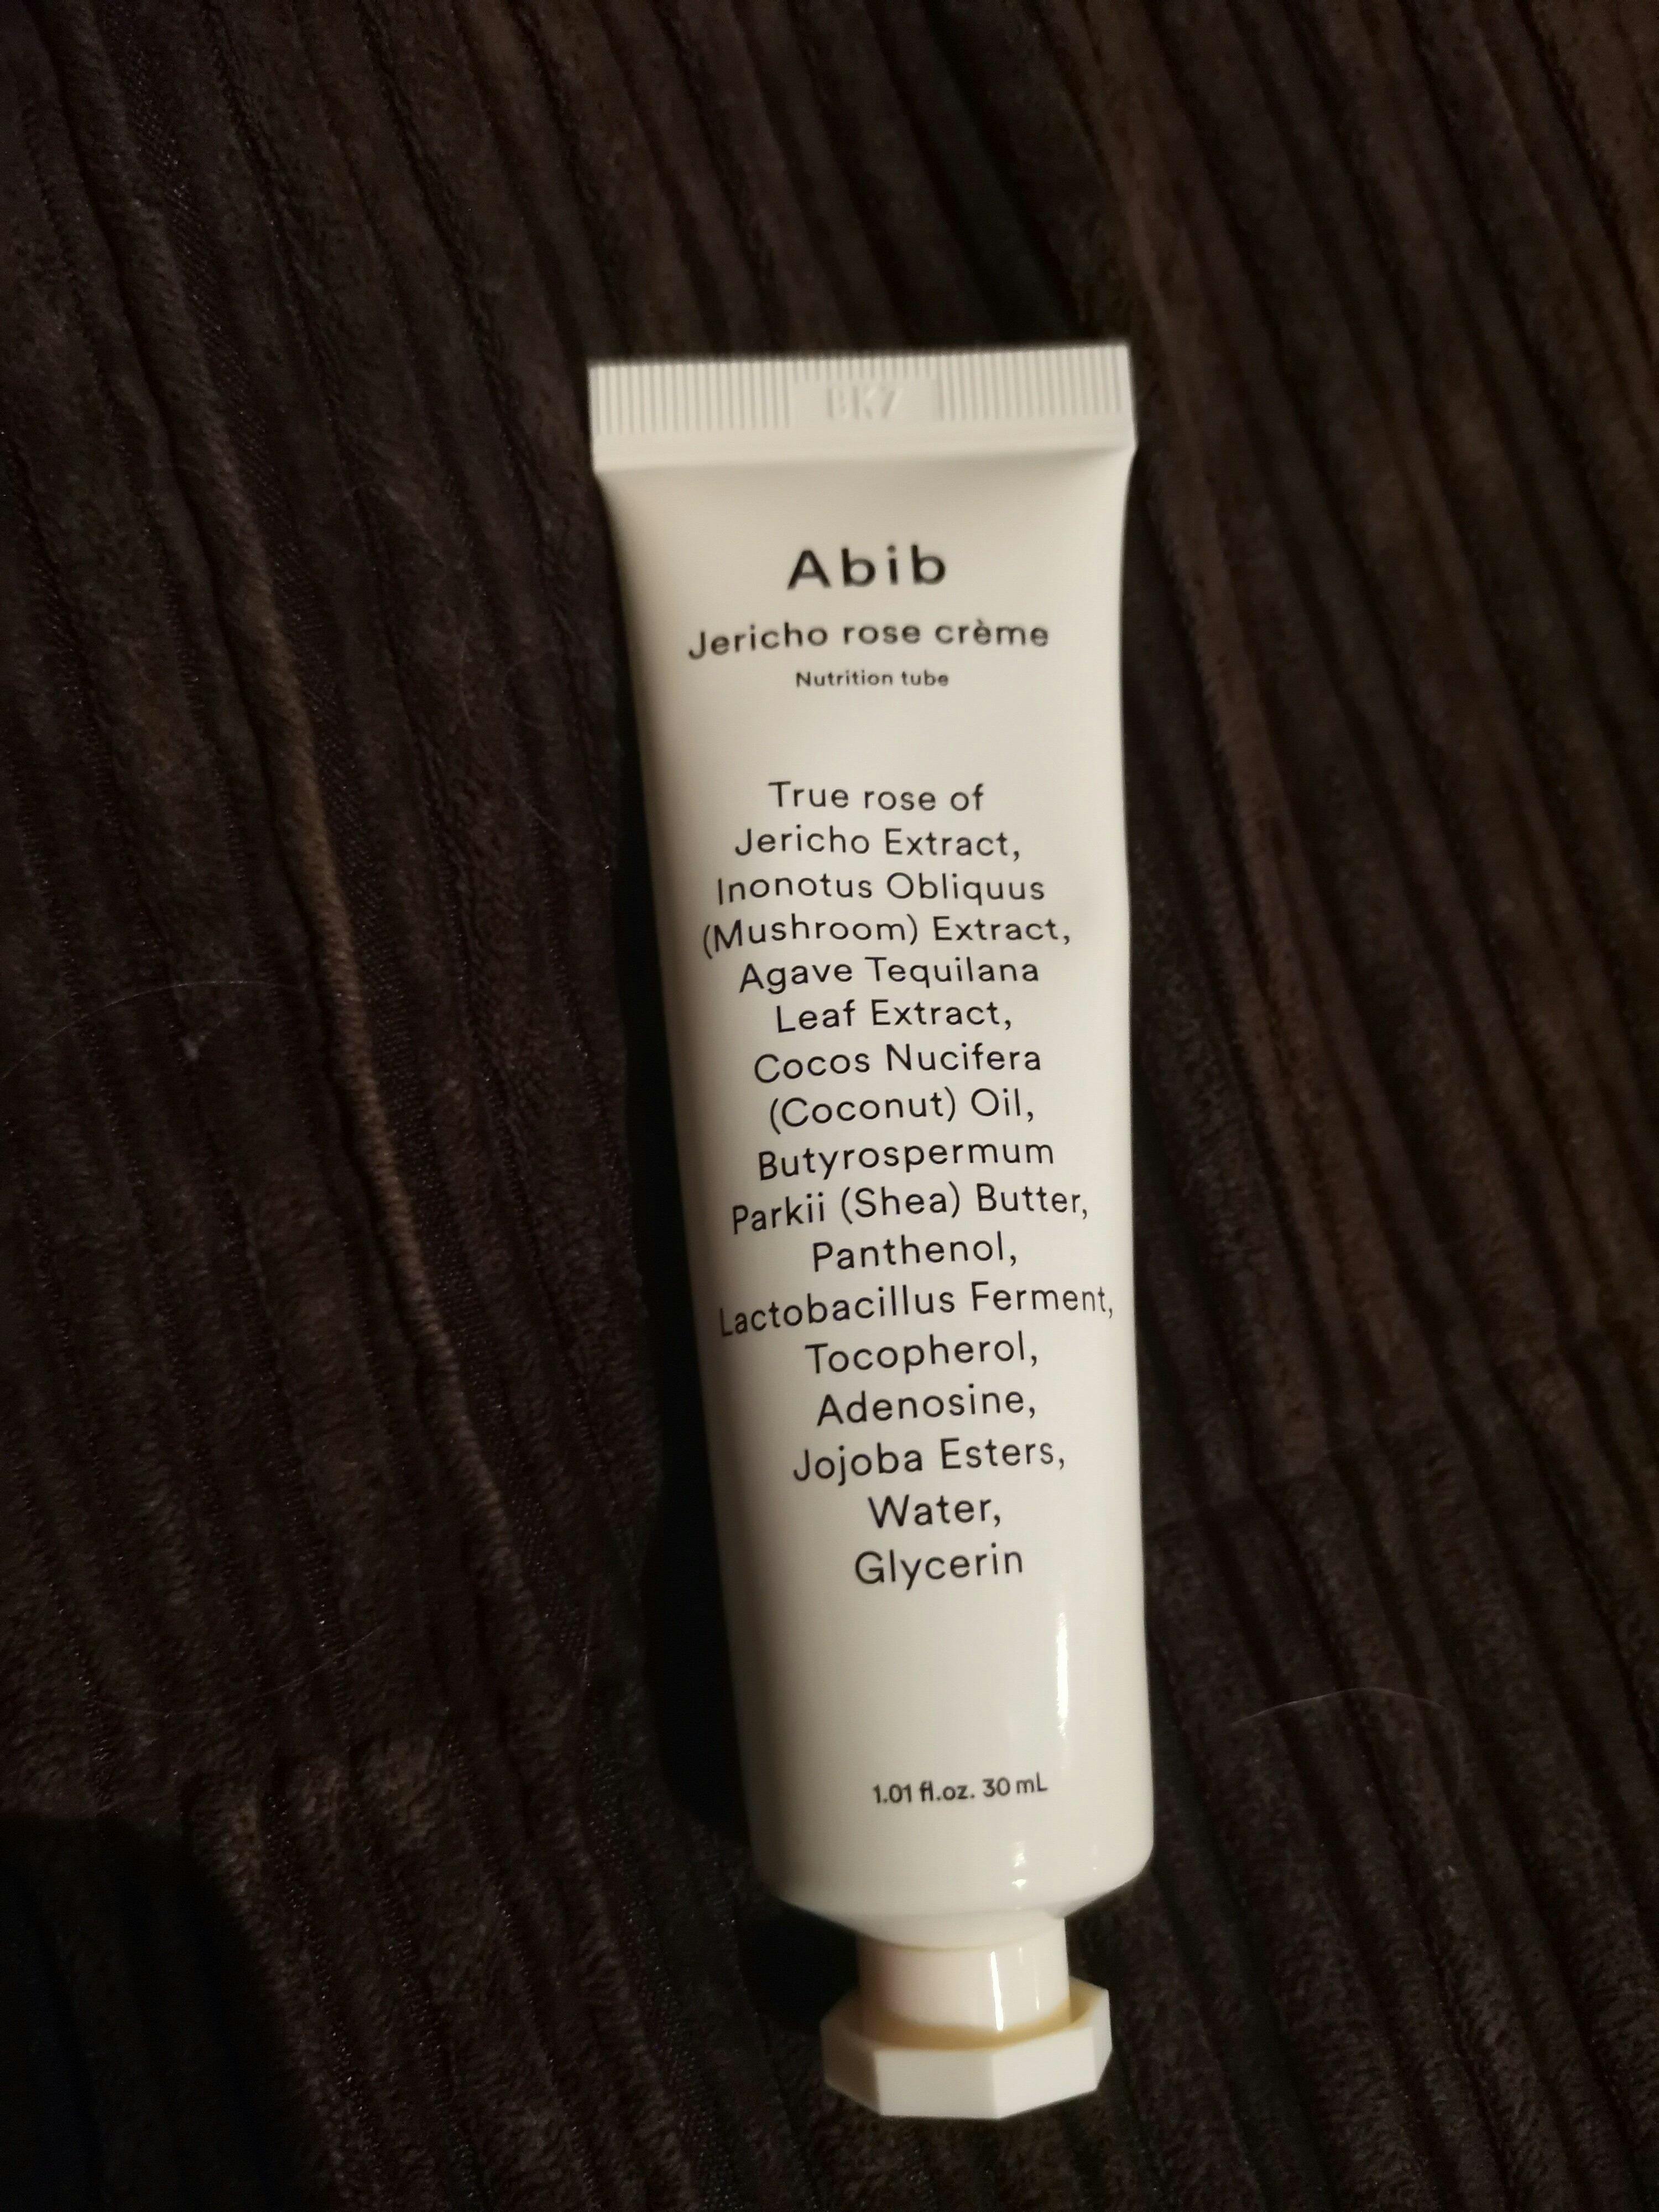 BKZ
Abib
Jericho rose crème
Nutrition tube
True rose of
Jericho Extract,
Inonotus Obliquus
(Mushroom) Extract,
Agave Tequilana
Leaf Extract,
Cocos Nucifera
(Coconut) Oil,
Butyrospermum
Parkii (Shea) Butter,
Panthenol,
Lactobacillus Ferment,
Tocopherol,
Adenosine,
Jojoba Esters,
Water,
Glycerin
1.01 fl.oz. 30 mL